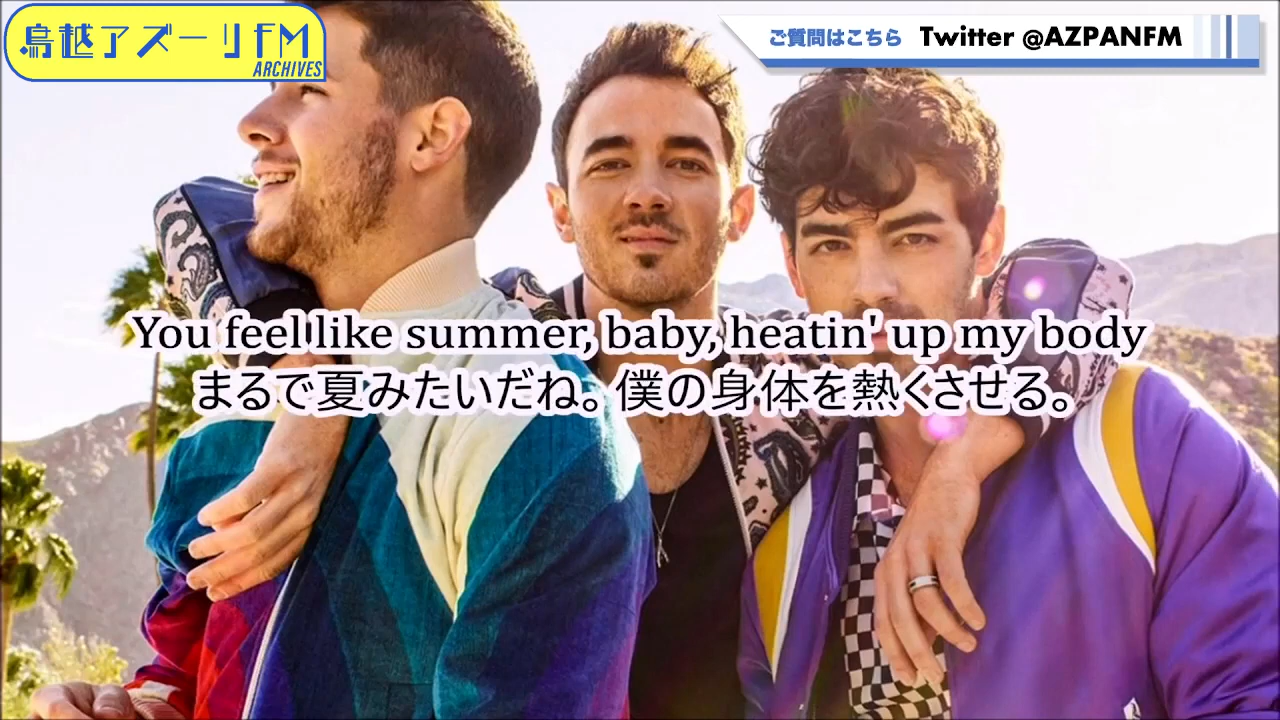 鳥越アズーリFM
ARCHIVES
ご質問はこちら Twitter @AZPANFM
You feel like summer, baby, heatin' up my body
まるで夏みたいだね。僕の身体を熱くさせる。